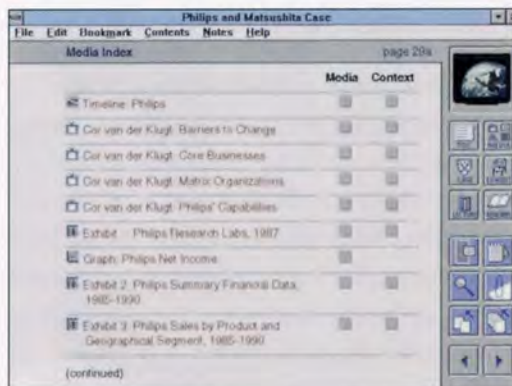 Philips and Matsushita Case
File Edit Bookmark Contents Notes Help
Media Index page 29a
Media Context
Timeline: Philips
Cor van der Klugt: Barriers to Change
Cor van der Klugt: Core Businesses
Cor van der Klugt: Matrix Organizations
Cor van der Klugt: Philips' Capabilities
Exhibit : Philips Research Labs, 1987
Graph: Philips Net Income
Exhibit 2: Philips Summary Financial Data,
1985-1990
Exhibit 3: Philips Sales by Product and
Geographical Segment, 1985-1990
(continued)